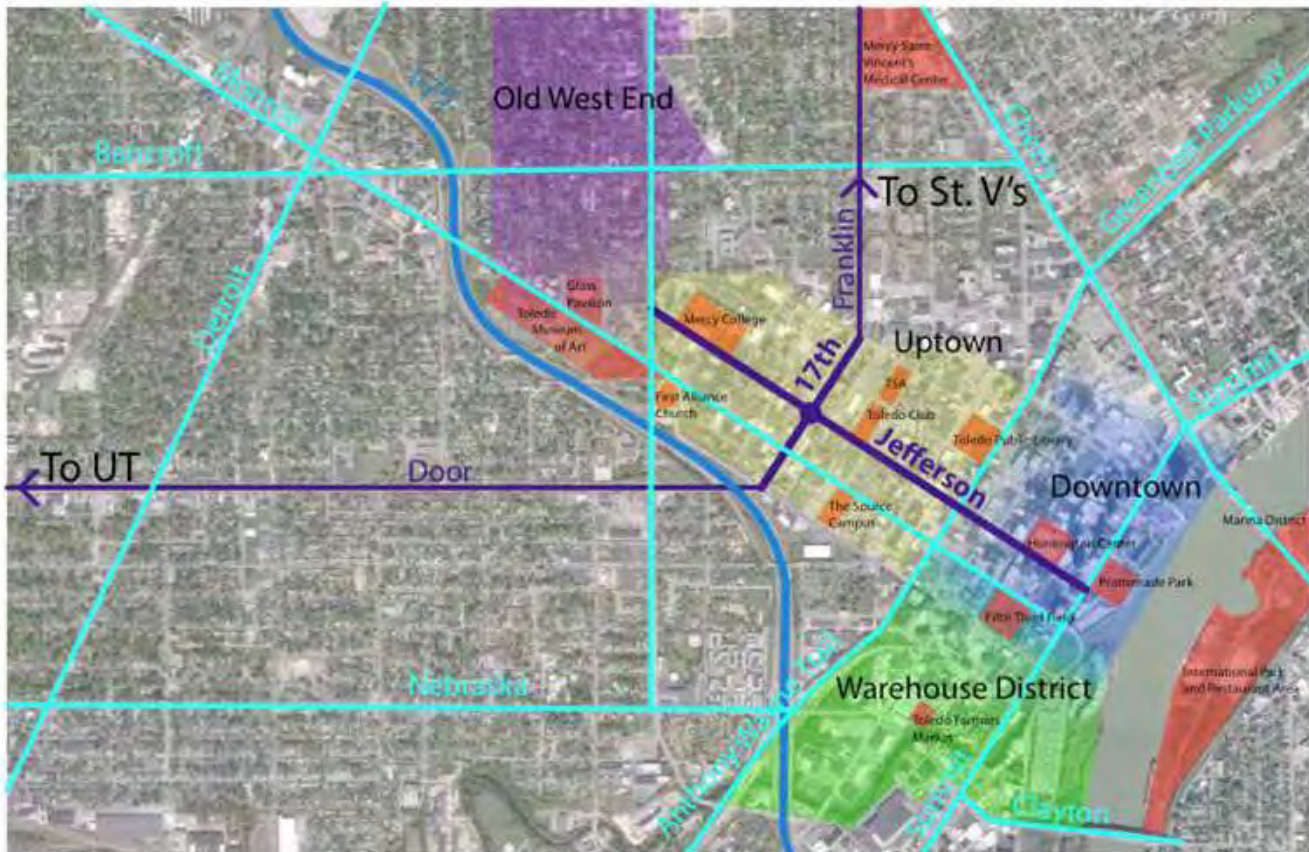 Mercy Saint
Vincent's
Medical Center
Monroe
I-75
Old West End
Cherry
Greenbelt Parkway
Bancroft
To St. V's
Franklin
Detroit
Glass
Pavilion
Toledo
Museum
of Art
Mercy College
Uptown
17th
Summit
TSA
First Alliance
Church
Toledo Club
Toledo Public Library
Jefferson
To UT
Door
Downtown
The Source
Campus
Marina District
Huntington Center
Promenade Park
Fifth Third Field
International Park
and Restaurant Area
Nebraska
Warehouse District
Anthony Wayne Trail
Toledo Farmers
Market
Summit
Clayton